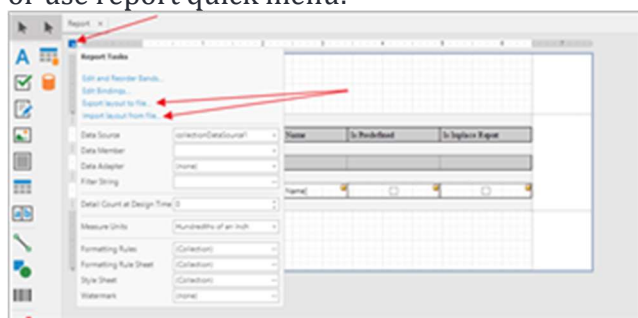 or use report quick menu:
Report ×
Report Tasks
Edit and Reorder Bands...
Edit Bindings...
Export layout to file...
Import layout from file...
Data Source collectionDataSource1
Name Is Predefined Is Inplace Report
Data Member
Data Adapter (none)
Filter String
Name]
Detail Count at Design Time 0
Measure Units Hundredths of an Inch
Formatting Rules (Collection)
Formatting Rule Sheet (Collection)
Style Sheet (Collection)
Watermark (none)